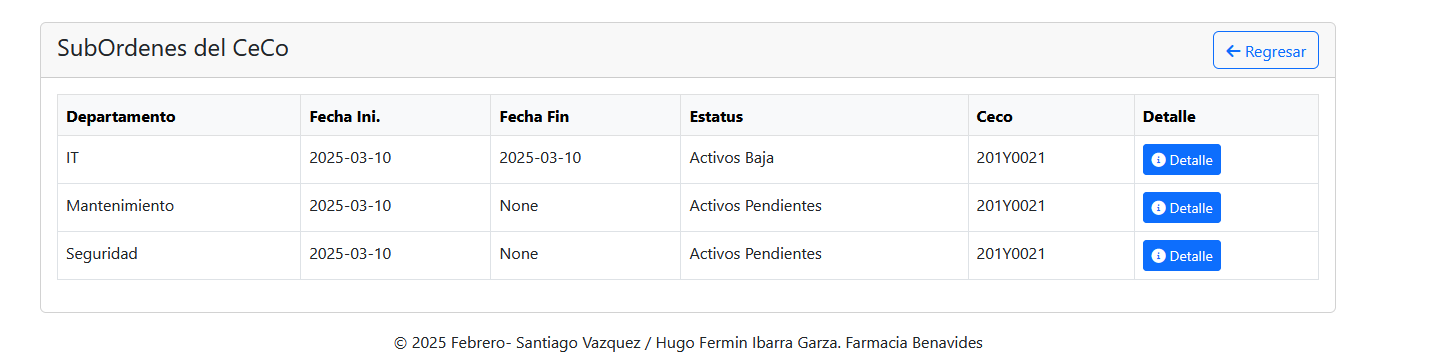 SubOrdenes del CeCo
Regresar
Departamento Fecha Ini. Fecha Fin Estatus Ceco Detalle
IT 2025-03-10 2025-03-10 Activos Baja 201Y0021 Detalle
Mantenimiento 2025-03-10 None Activos Pendientes 201Y0021 Detalle
Seguridad 2025-03-10 None Activos Pendientes 201Y0021 Detalle
© 2025 Febrero- Santiago Vazquez / Hugo Fermin Ibarra Garza. Farmacia Benavides